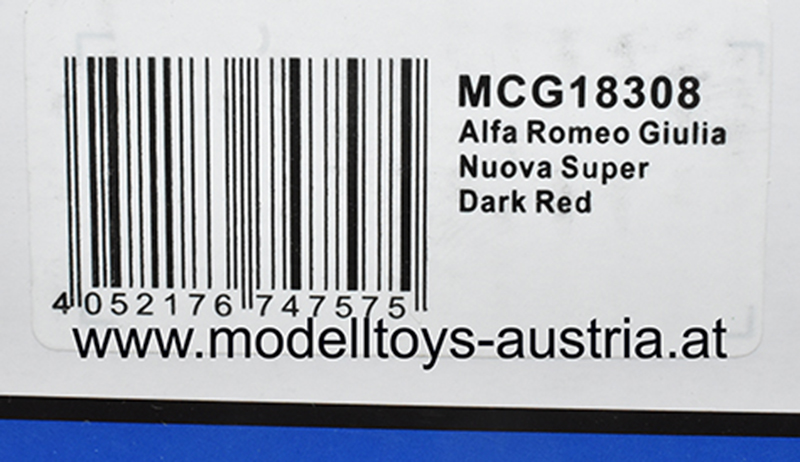 MCG18308
Alfa Romeo Giulia
Nuova Super
Dark Red
4 052176 747575
www.modelltoys-austria.at